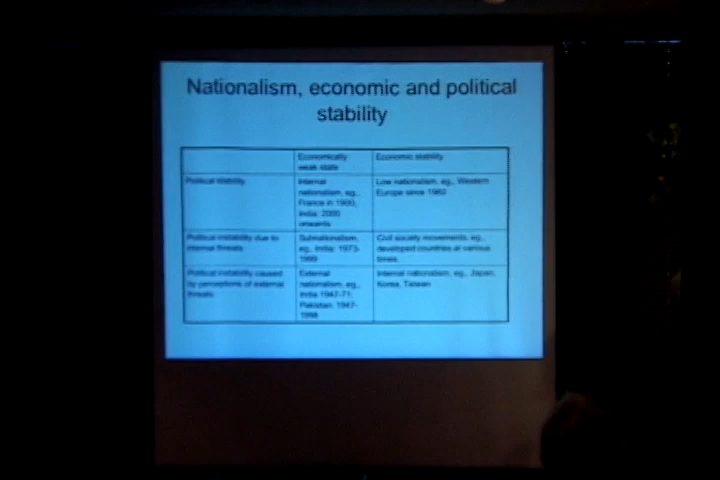 Nationalism, economic and political
stability
Economically
weak state
Economic stability
Political stability
Internal
nationalism, eg.,
France in 1900,
India: 2000
onwards
Low nationalism, eg., Western
Europe since 1960
Political instability due to
internal threats
Subnationalism,
eg., India: 1973-
1999
Civil society movements, eg.,
developed countries at various
times.
Political instability caused
by perceptions of external
threats
External
nationalism, eg.,
India 1947-71;
Pakistan: 1947-
1998
Internal nationalism, eg., Japan,
Korea, Taiwan